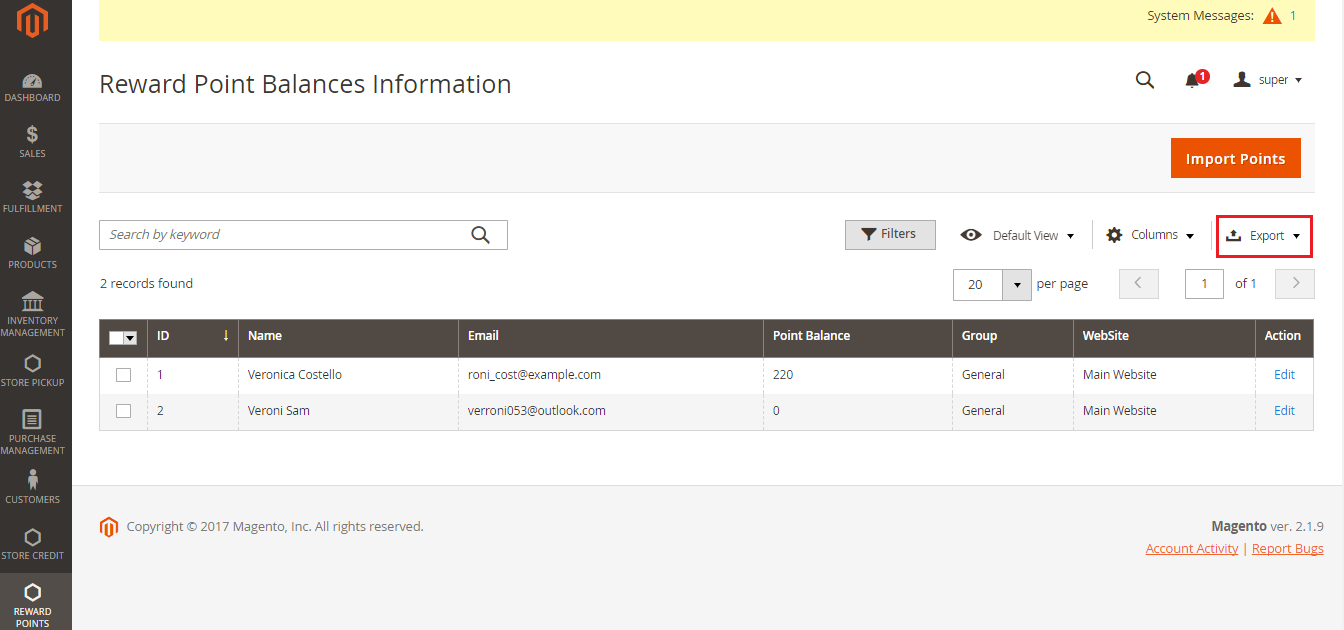 System Messages: 1
Reward Point Balances Information
1
super
Import Points
Search by keyword
Filters
Default View
Columns
Export
2 records found
20
per page
1
of 1
ID ↓ Name Email Point Balance Group WebSite Action
1 Veronica Costello roni_cost@example.com 220 General Main Website Edit
2 Veroni Sam verroni053@outlook.com 0 General Main Website Edit
Copyright © 2017 Magento, Inc. All rights reserved.
Magento ver. 2.1.9
Account Activity | Report Bugs
DASHBOARD
$
SALES
FULFILLMENT
PRODUCTS
INVENTORY
MANAGEMENT
STORE PICKUP
PURCHASE
MANAGEMENT
CUSTOMERS
STORE CREDIT
REWARD
POINTS